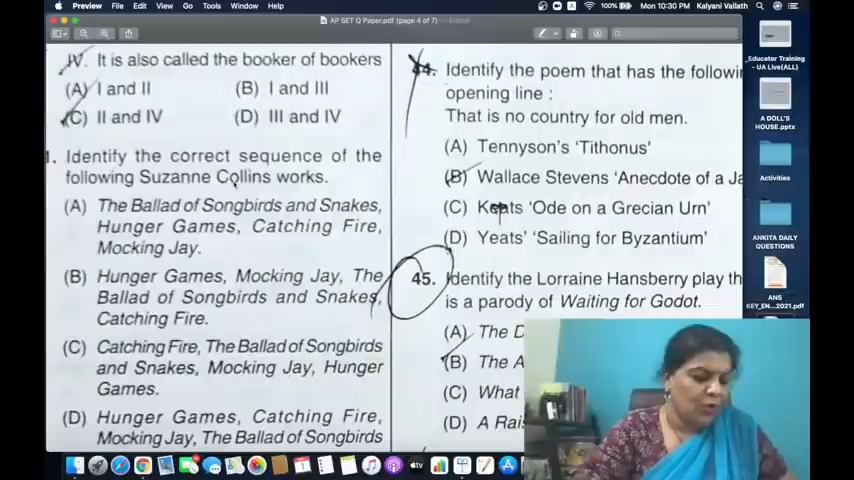 Preview File Edit View Go Tools Window Help
100%
Mon 10:30 PM Kalyani Vallath
AP SET Q Paper.pdf (page 4 of 7)
IV. It is also called the booker of bookers
(A) I and II (B) I and III
(C) II and IV (D) III and IV
1. Identify the correct sequence of the
following Suzanne Collins works.
(A) The Ballad of Songbirds and Snakes,
Hunger Games, Catching Fire,
Mocking Jay.
(B) Hunger Games, Mocking Jay, The
Ballad of Songbirds and Snakes,
Catching Fire.
(C) Catching Fire, The Ballad of Songbirds
and Snakes, Mocking Jay, Hunger
Games.
(D) Hunger Games, Catching Fire,
Mocking Jay, The Ballad of Songbirds
44. Identify the poem that has the followin
opening line :
That is no country for old men.
(A) Tennyson's 'Tithonus'
(B) Wallace Stevens 'Anecdote of a Ja
(C) Keats 'Ode on a Grecian Urn'
(D) Yeats' 'Sailing for Byzantium'
45. Identify the Lorraine Hansberry play th
is a parody of Waiting for Godot.
(A) The D
(B) The A
(C) What
(D) A Rais
Educator Training
- UA Live(ALL)
A DOLL'S
HOUSE.pptx
Activities
ANKITA DAILY
QUESTIONS
ANS
KEY_EN...2021.pdf